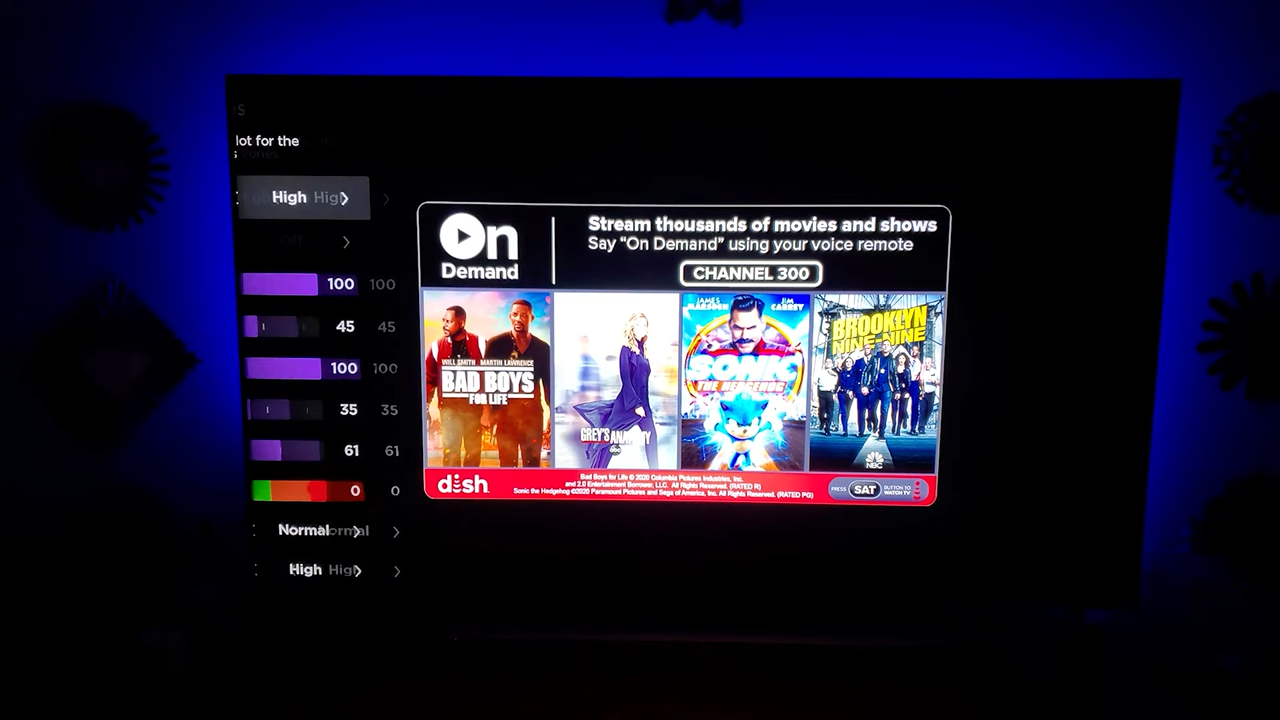 lot for the
High High
Off
100 100
45 45
100 100
35 35
61 61
0 0
Normal
High High
On
Demand
Stream thousands of movies and shows
Say “On Demand” using your voice remote
CHANNEL 300
WILL SMITH MARTIN LAWRENCE
BAD BOYS
FOR LIFE
GREY'S ANATOMY
abc
JAMES MARSDEN JIM CARREY
SONIC
THE HEDGEHOG
BROOKLYN
NINE-NINE
NBC
dish
Bad Boys for Life © 2020 Columbia Pictures Industries, Inc.
and 2.0 Entertainment Borrower, LLC. All Rights Reserved. (RATED R)
Sonic the Hedgehog ©2020 Paramount Pictures and Sega of America, Inc. All Rights Reserved. (RATED PG)
PRESS SAT BUTTON TO
WATCH TV